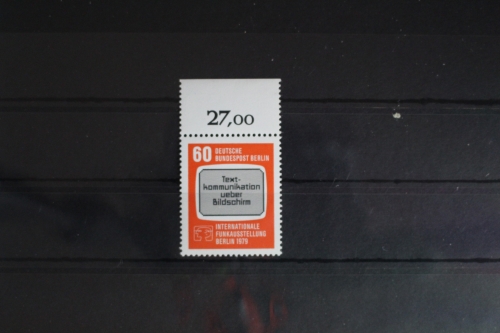 27,00
60 DEUTSCHE
BUNDESPOST BERLIN
Text-
kommunikation
ueber
Bildschirm
INTERNATIONALE
FUNKAUSSTELLUNG
BERLIN 1979